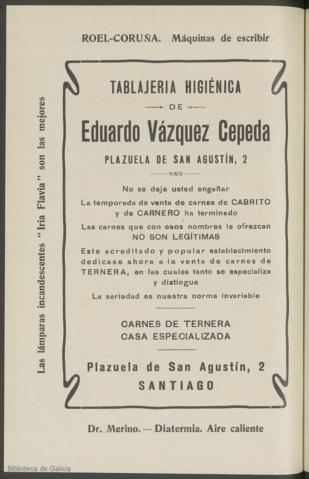 ROEL-CORUÑA. Máquinas de escribir
Las lámparas incandescentes "Iria Flavia" son las mejores
TABLAJERIA HIGIÉNICA
DE
Eduardo Vázquez Cepeda
PLAZUELA DE SAN AGUSTÍN, 2
No se deje usted engañar
La temporada de venta de carnes de CABRITO
y de CARNERO ha terminado
Las carnes que con esos nombres le ofrezcan
NO SON LEGÍTIMAS
Este acreditado y popular establecimiento
dedícase ahora a la venta de carnes de
TERNERA, en las cuales tanto se especializa
y distingue
La seriedad es nuestra norma invariable
CARNES DE TERNERA
CASA ESPECIALIZADA
Plazuela de San Agustín, 2
SANTIAGO
Dr. Merino. — Diatermia. Aire caliente
Biblioteca de Galicia